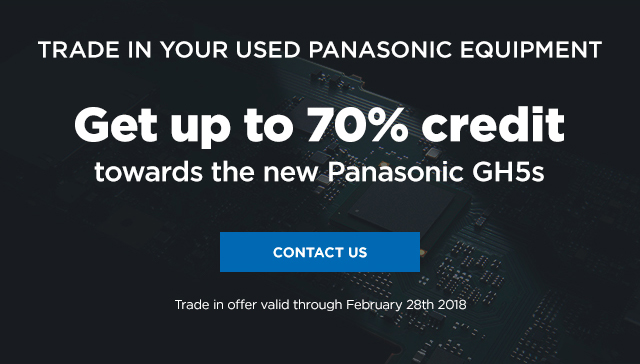 TRADE IN YOUR USED PANASONIC EQUIPMENT
Get up to 70% credit
towards the new Panasonic GH5s
CONTACT US
Trade in offer valid through February 28th 2018